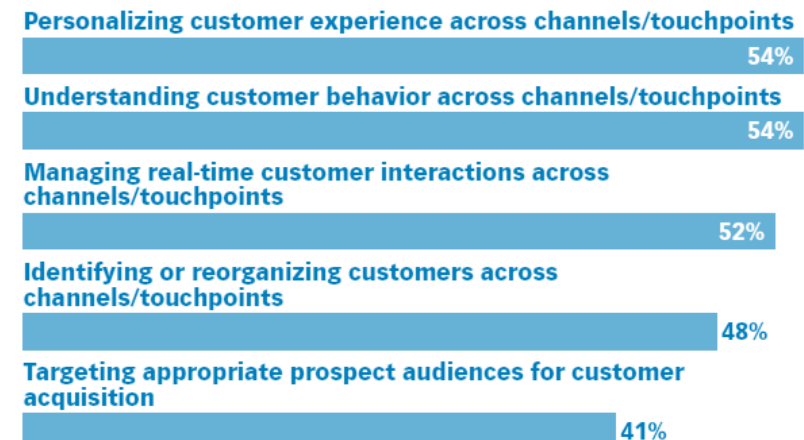 Personalizing customer experience across channels/touchpoints
54%
Understanding customer behavior across channels/touchpoints
54%
Managing real-time customer interactions across
channels/touchpoints
52%
Identifying or reorganizing customers across
channels/touchpoints
48%
Targeting appropriate prospect audiences for customer
acquisition
41%